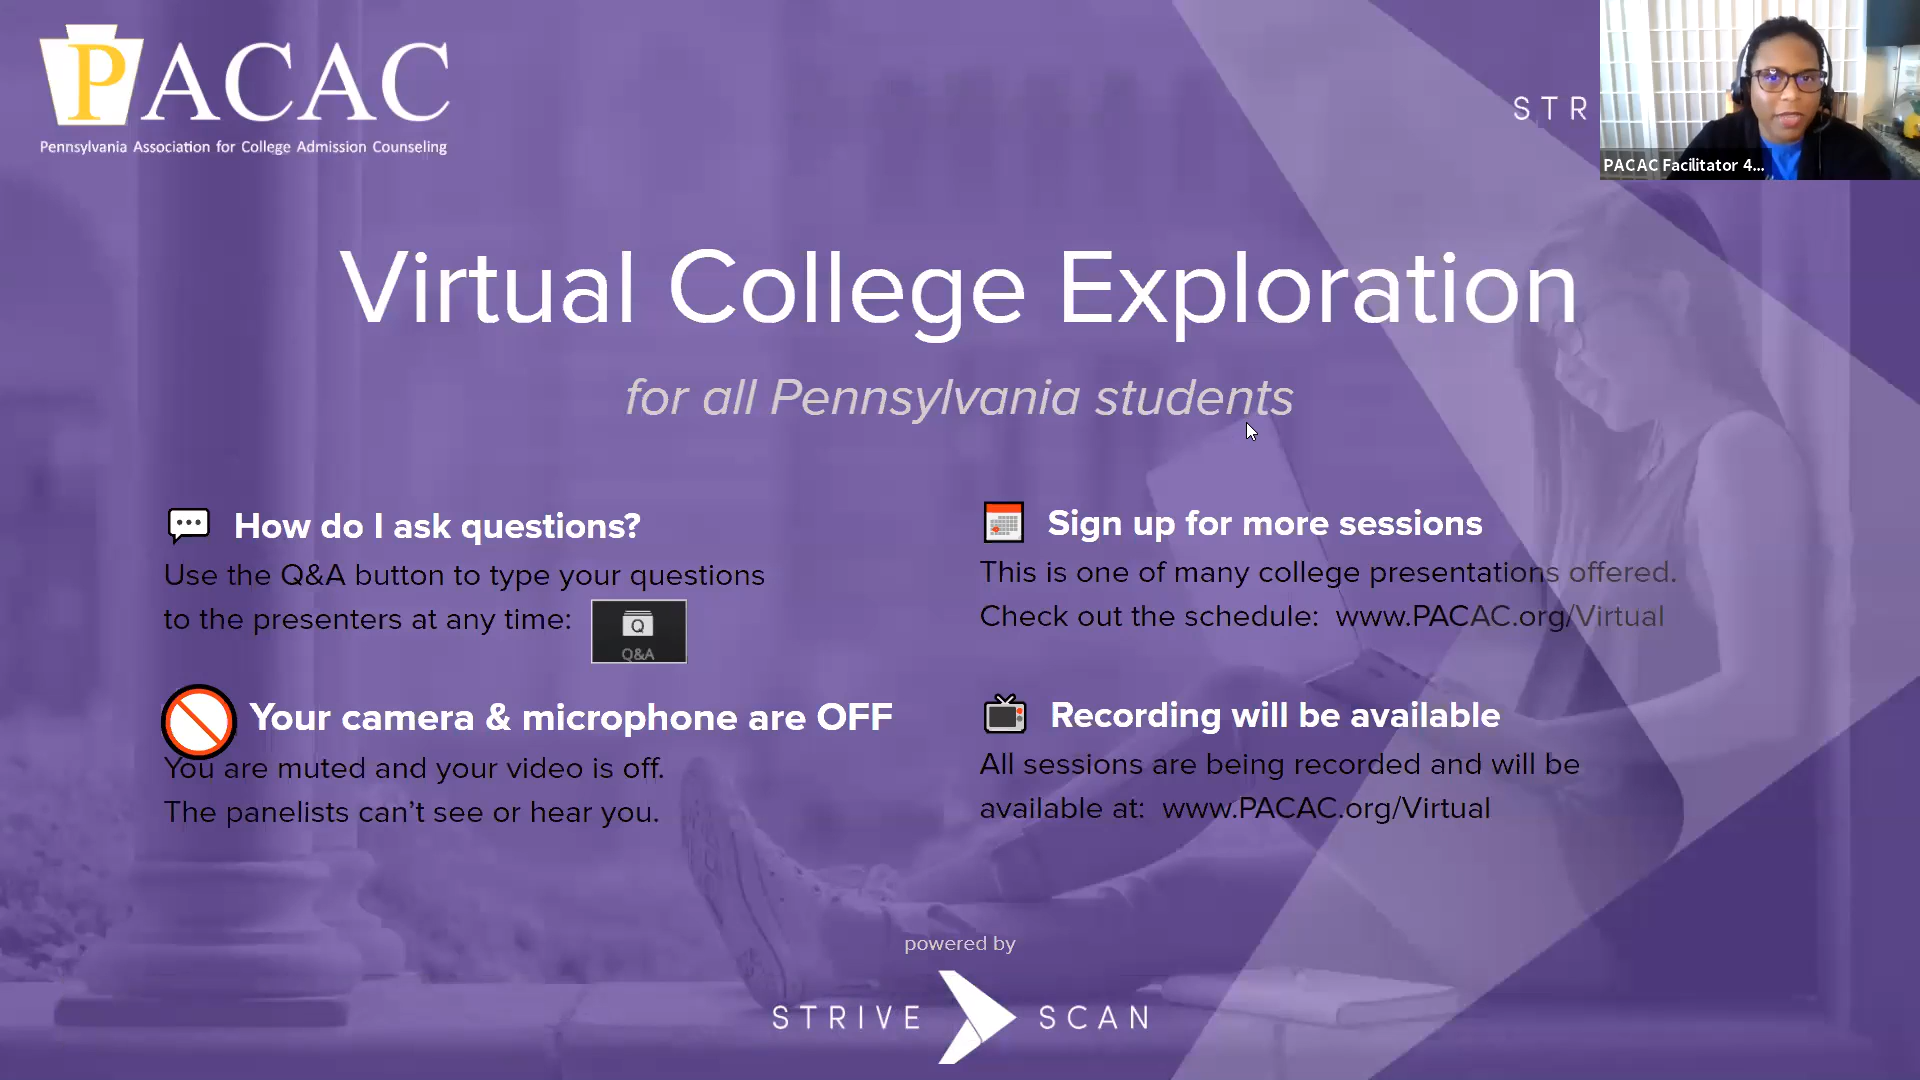 PACAC
Pennsylvania Association for College Admission Counseling
STR
PACAC Facilitator 4...
Virtual College Exploration
for all Pennsylvania students
How do I ask questions?
Use the Q&A button to type your questions
to the presenters at any time:
Q
Q&A
Sign up for more sessions
This is one of many college presentations offered.
Check out the schedule: www.PACAC.org/Virtual
Your camera & microphone are OFF
You are muted and your video is off.
The panelists can’t see or hear you.
Recording will be available
All sessions are being recorded and will be
available at: www.PACAC.org/Virtual
powered by
STRIVE SCAN